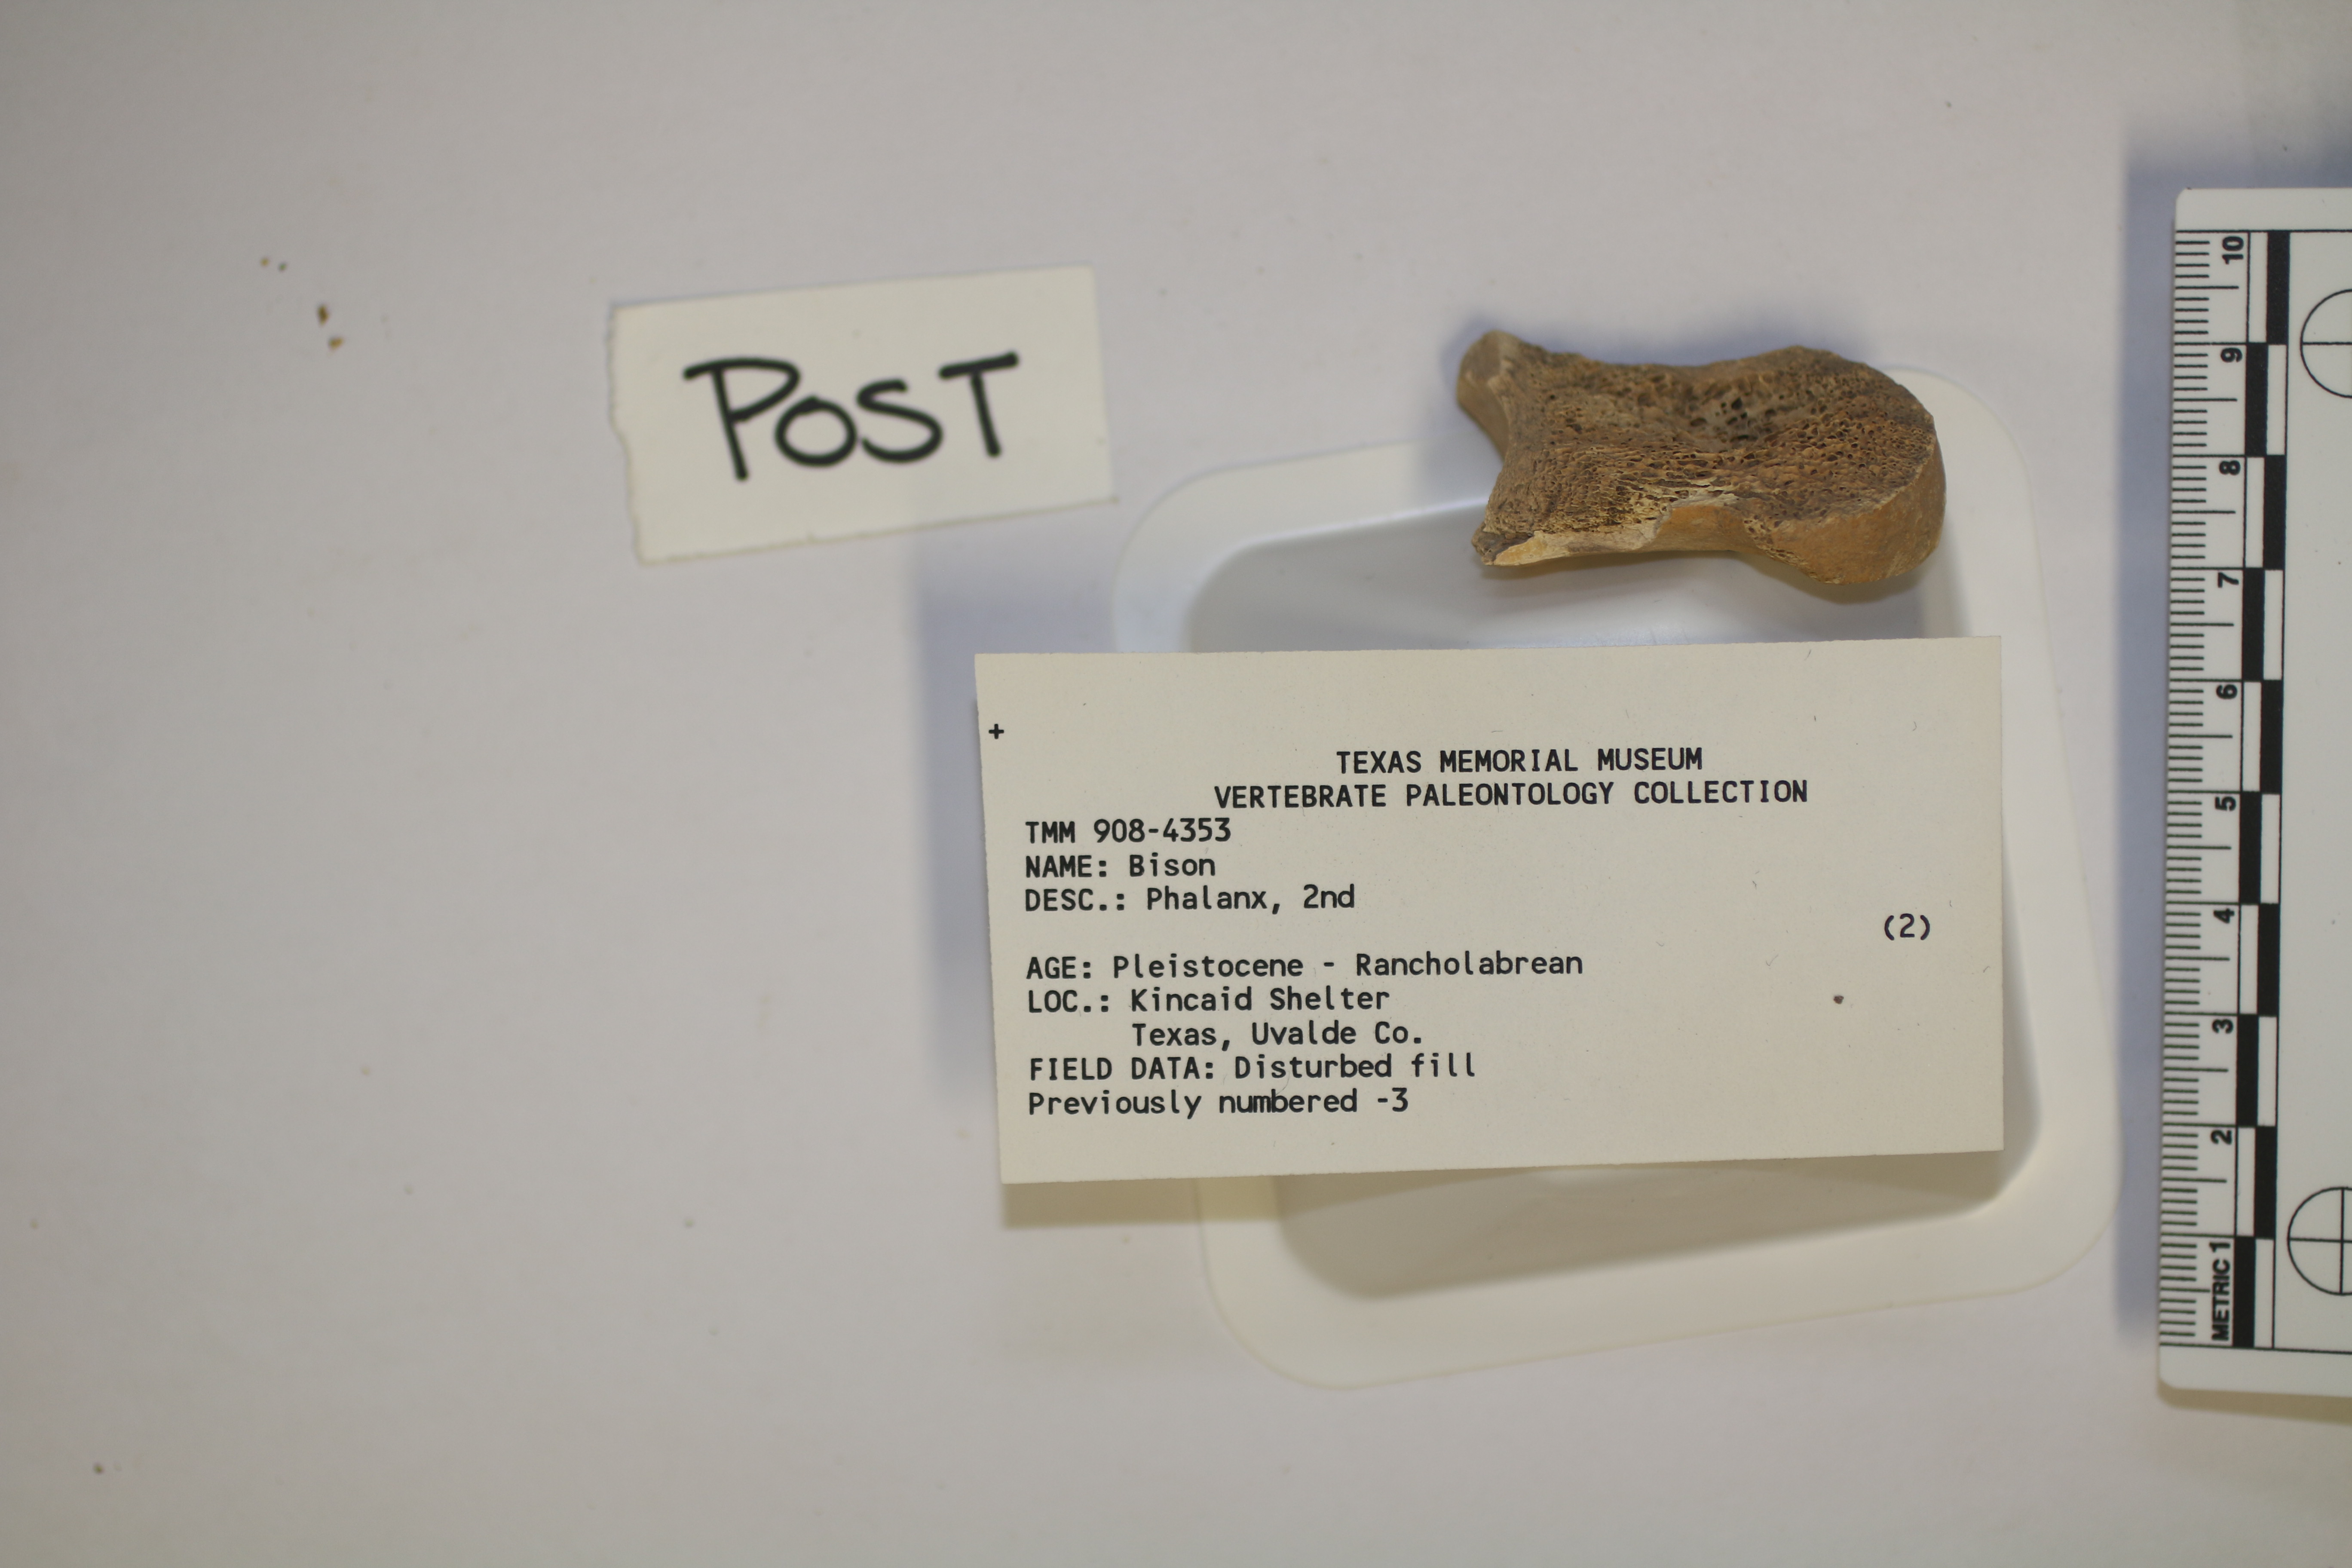 POST
+
TEXAS MEMORIAL MUSEUM
VERTEBRATE PALEONTOLOGY COLLECTION
TMM 908-4353
NAME: Bison
DESC.: Phalanx, 2nd
(2)
AGE: Pleistocene - Rancholabrean
LOC.: Kincaid Shelter
Texas, Uvalde Co.
FIELD DATA: Disturbed fill
Previously numbered -3
10
9
8
7
6
5
4
3
2
METRIC 1